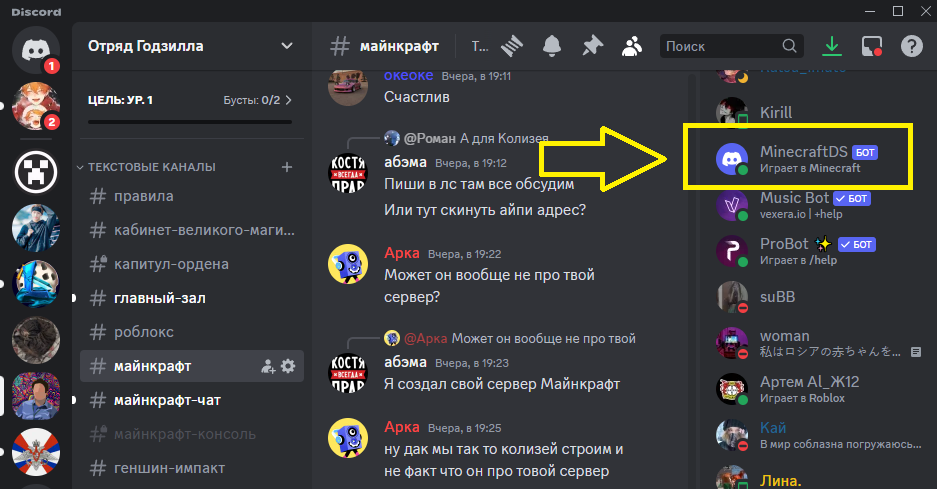 Discord
Отряд Годзилла
майнкрафт
Т...
Поиск
1
2
ЦЕЛЬ: УР. 1
Бусты: 0/2
ТЕКСТОВЫЕ КАНАЛЫ
правила
кабинет-великого-маги...
капитул-ордена
главный-зал
роблокс
майнкрафт
майнкрафт-чат
майнкрафт-консоль
геншин-импакт
океоке Вчера, в 19:11
Счастлив
@Роман А для Колизея
КОСТЯ
ВСЕГДА
ПРАВ
абэма Вчера, в 19:12
Пиши в лс там все обсудим
Или тут скинуть айпи адрес?
Арка Вчера, в 19:22
Может он вообще не про твой
сервер?
@Арка Может он вообще не про твой
КОСТЯ
ВСЕГДА
ПРАВ
абэма Вчера, в 19:23
Я создал свой сервер Майнкрафт
Арка Вчера, в 19:25
ну дак мы так то колизей строим и
не факт что он про товой сервер
Kirill
MinecraftDS БОТ
Играет в Minecraft
Music Bot БОТ
vexera.io | +help
ProBot ✨ БОТ
Играет в /help
suBB
woman
私はロシアの赤ちゃんを...
Артем Al_Ж12
Играет в Roblox
Кай
В мир соблазна погружаюсь...
Лина.